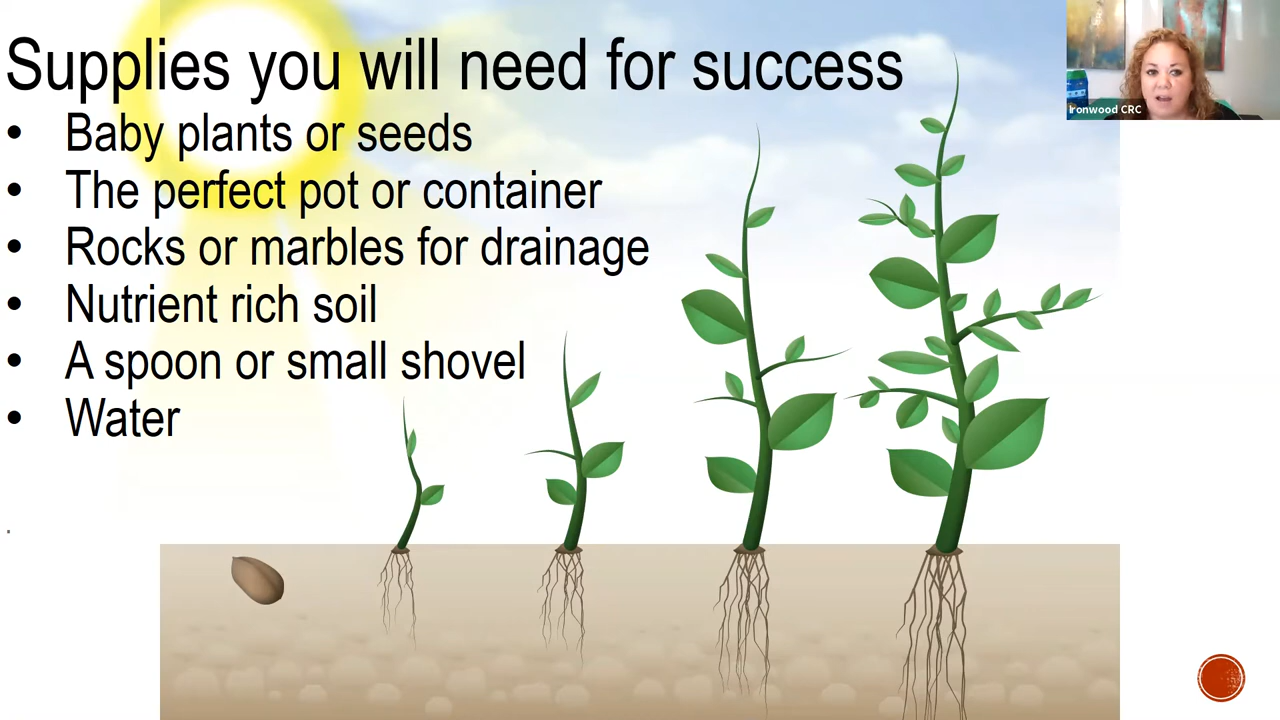 Supplies you will need for success
• Baby plants or seeds
• The perfect pot or container
• Rocks or marbles for drainage
• Nutrient rich soil
• A spoon or small shovel
• Water
.
Ironwood CRC